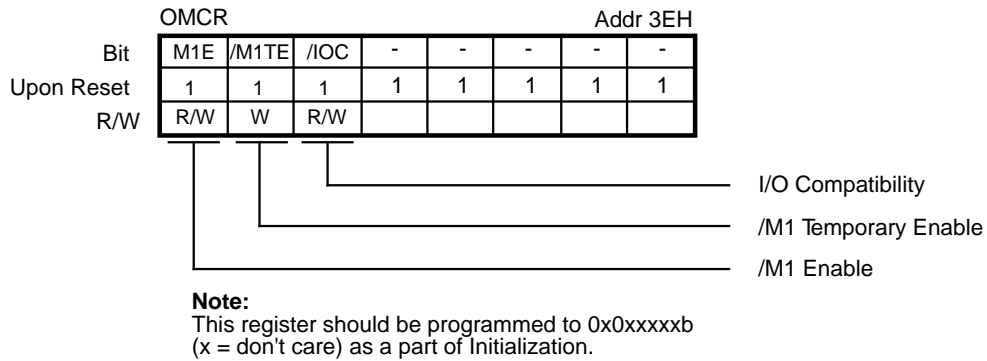 OMCR Addr 3EH
Bit M1E /M1TE /IOC - - - - -
Upon Reset 1 1 1 1 1 1 1 1
R/W R/W W R/W
I/O Compatibility
/M1 Temporary Enable
/M1 Enable
Note:
This register should be programmed to 0x0xxxxxb
(x = don't care) as a part of Initialization.